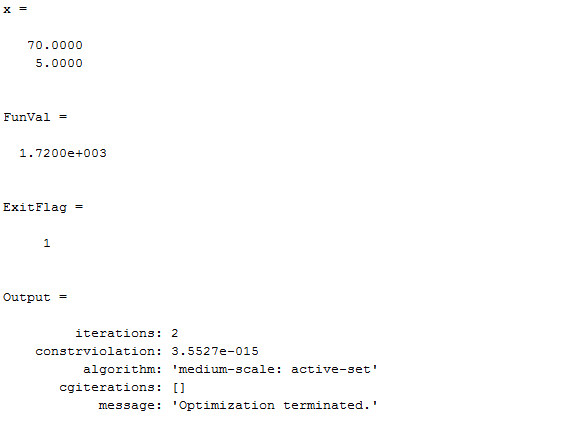 x =
70.0000
5.0000
FunVal =
1.7200e+003
ExitFlag =
1
Output =
iterations: 2
constrviolation: 3.5527e-015
algorithm: 'medium-scale: active-set'
cgiterations: []
message: 'Optimization terminated.'